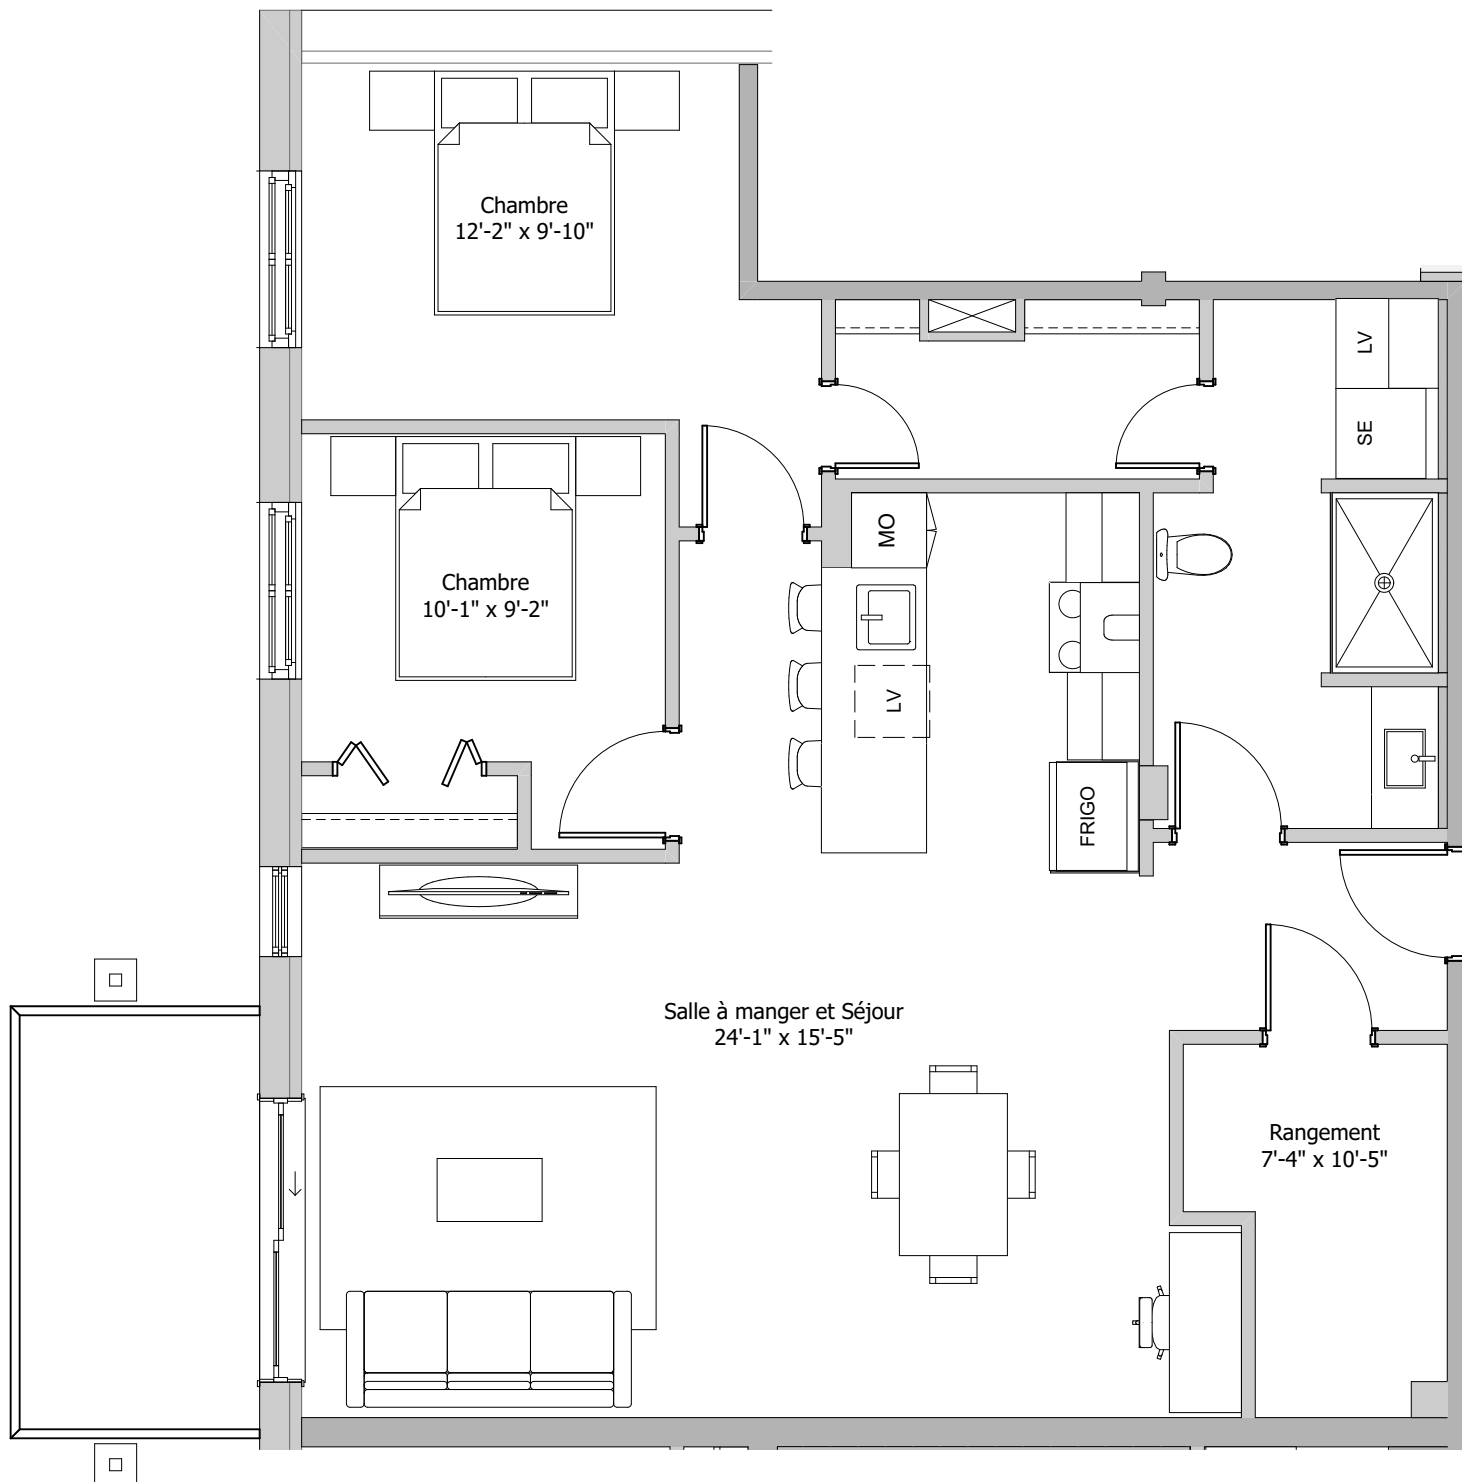 Chambre
12'-2" x 9'-10"
LV
SE
MO
Chambre
10'-1" x 9'-2"
LV
FRIGO
Salle à manger et Séjour
24'-1" x 15'-5"
Rangement
7'-4" x 10'-5"